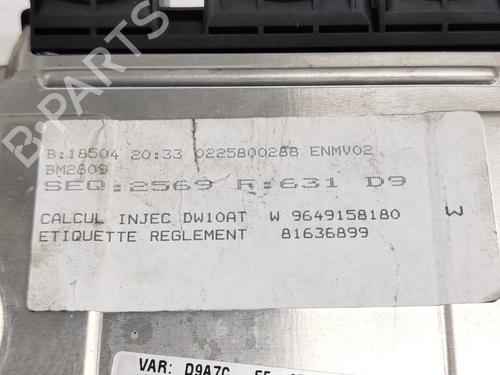 B:18504 20:33 0225800288 ENMV02
BM2809
SEQ:2569 F:631 D9
CALCUL INJEC DW10AT W 9649158180
ETIQUETTE REGLEMENT 81636899
W
VAR: D9A7C
B-PARTS